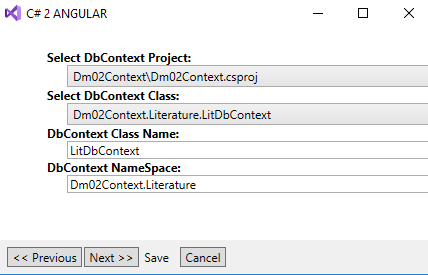 C# 2 ANGULAR
Select DbContext Project:
Dm02Context\Dm02Context.csproj
Select DbContext Class:
Dm02Context.Literature.LitDbContext
DbContext Class Name:
LitDbContext
DbContext NameSpace:
Dm02Context.Literature
<< Previous Next >> Save Cancel